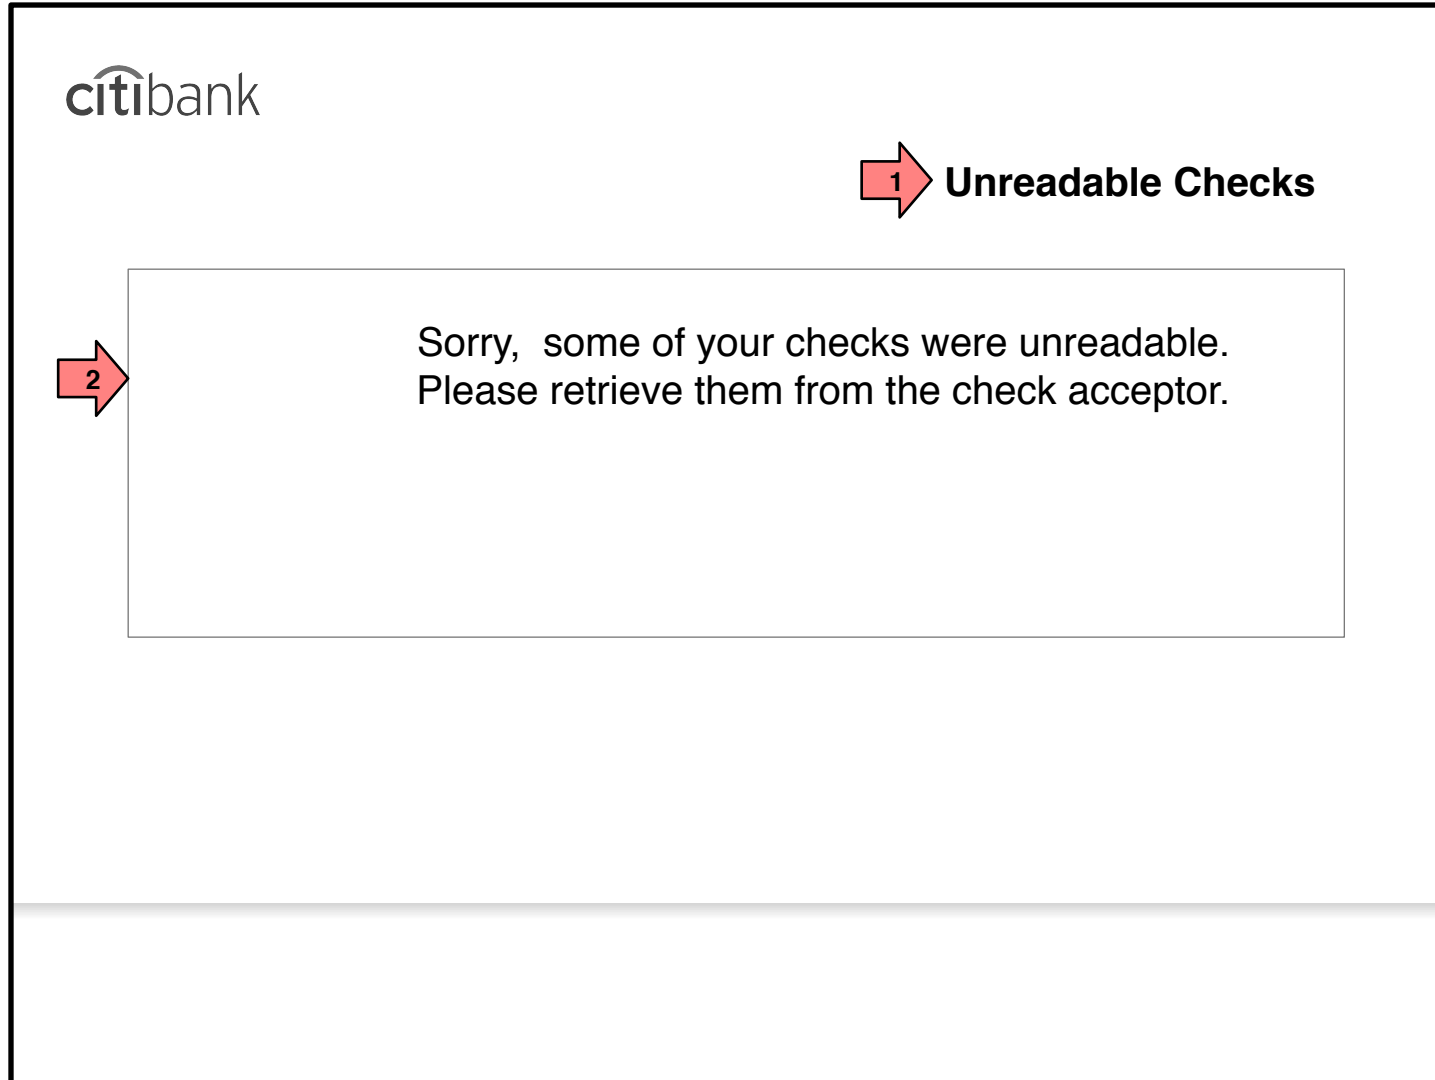 citibank
1 Unreadable Checks
2
Sorry,  some of your checks were unreadable.
Please retrieve them from the check acceptor.